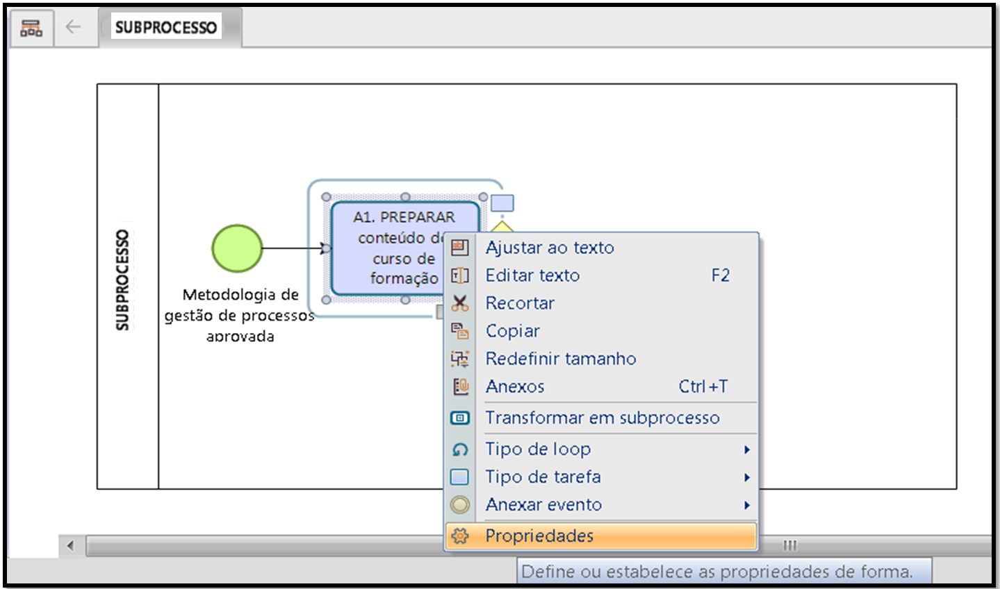 SUBPROCESSO
SUBPROCESSO
A1. PREPARAR
conteúdo do
curso de
formação
Metodologia de
gestão de processos
aprovada
Ajustar ao texto
Editar texto F2
Recortar
Copiar
Redefinir tamanho
Anexos Ctrl+T
Transformar em subprocesso
Tipo de loop
Tipo de tarefa
Anexar evento
Propriedades
Define ou estabelece as propriedades de forma.